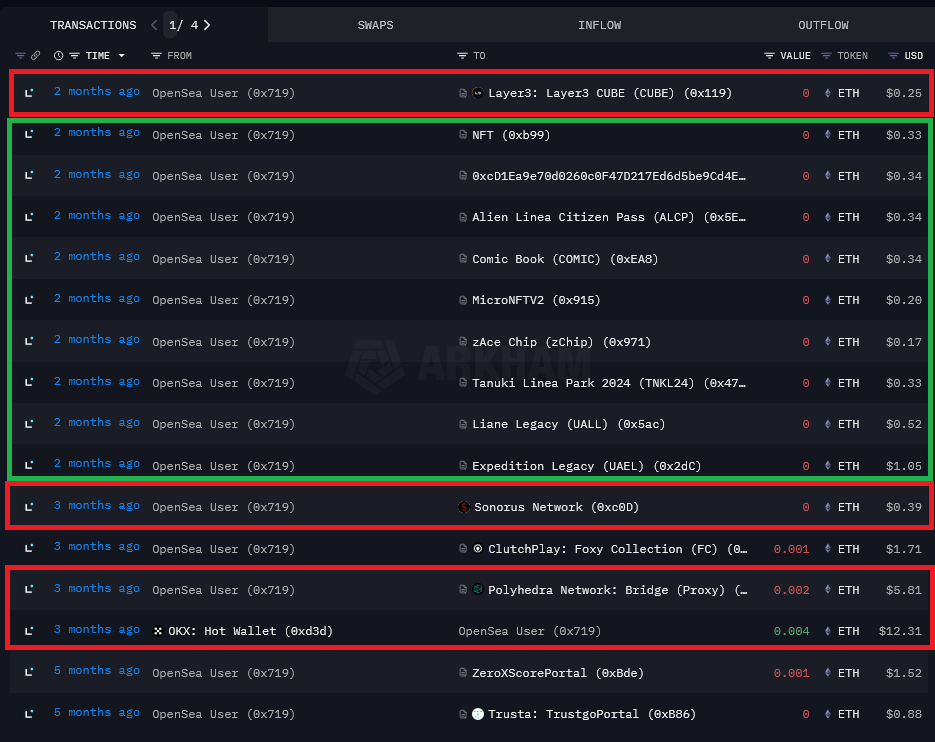 TRANSACTIONS 1/ 4 SWAPS INFLOW OUTFLOW
TIME FROM TO VALUE TOKEN USD
2 months ago OpenSea User (0x719) Layer3: Layer3 CUBE (CUBE) (0x119) 0 ETH $0.25
2 months ago OpenSea User (0x719) NFT (0xb99) 0 ETH $0.33
2 months ago OpenSea User (0x719) 0xcD1Ea9e70d0260c0F47D217Ed6d5be9Cd4E… 0 ETH $0.34
2 months ago OpenSea User (0x719) Alien Linea Citizen Pass (ALCP) (0x5E… 0 ETH $0.34
2 months ago OpenSea User (0x719) Comic Book (COMIC) (0xEA8) 0 ETH $0.34
2 months ago OpenSea User (0x719) MicroNFTV2 (0x915) 0 ETH $0.20
2 months ago OpenSea User (0x719) zAce Chip (zChip) (0x971) 0 ETH $0.17
ARKHAM
2 months ago OpenSea User (0x719) Tanuki Linea Park 2024 (TNKL24) (0x47… 0 ETH $0.33
2 months ago OpenSea User (0x719) Liane Legacy (UALL) (0x5ac) 0 ETH $0.52
2 months ago OpenSea User (0x719) Expedition Legacy (UAEL) (0x2dC) 0 ETH $1.05
3 months ago OpenSea User (0x719) Sonorus Network (0xc0D) 0 ETH $0.39
3 months ago OpenSea User (0x719) ClutchPlay: Foxy Collection (FC) (0… 0.001 ETH $1.71
3 months ago OpenSea User (0x719) Polyhedra Network: Bridge (Proxy) (… 0.002 ETH $5.81
3 months ago OKX: Hot Wallet (0xd3d) OpenSea User (0x719) 0.004 ETH $12.31
5 months ago OpenSea User (0x719) ZeroXScorePortal (0xBde) 0.001 ETH $1.52
5 months ago OpenSea User (0x719) Trusta: TrustgoPortal (0xB86) 0 ETH $0.88